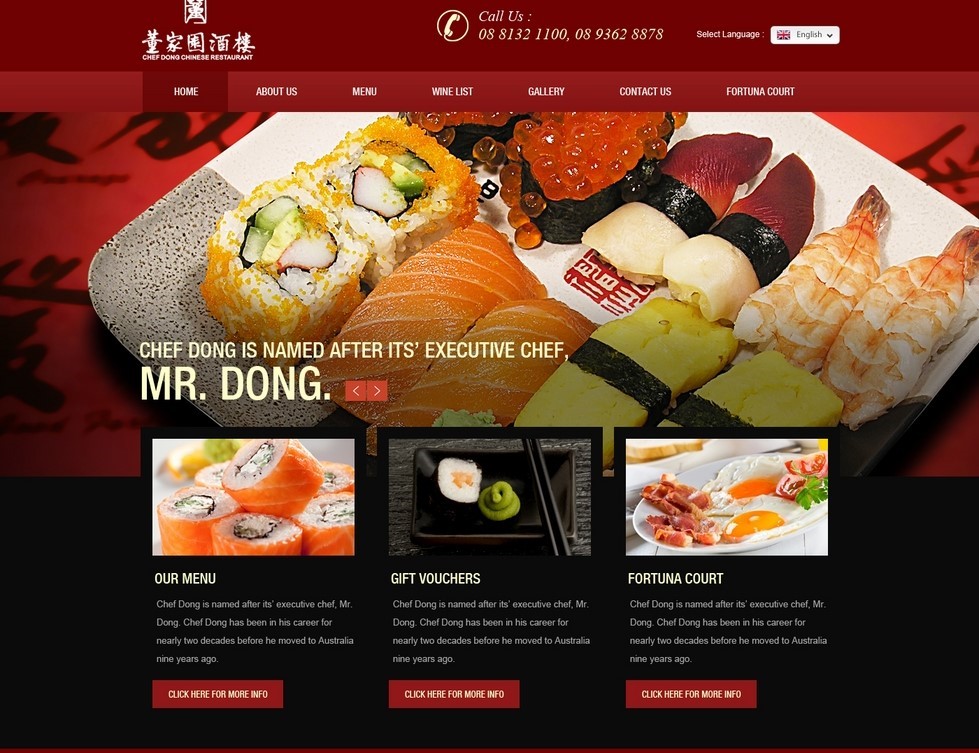 董
董家園酒樓
CHEF DONG CHINESE RESTAURANT
Call Us :
08 8132 1100, 08 9362 8878
Select Language :
English
HOME
ABOUT US
MENU
WINE LIST
GALLERY
CONTACT US
FORTUNA COURT
CHEF DONG IS NAMED AFTER ITS' EXECUTIVE CHEF,
MR. DONG.
OUR MENU
Chef Dong is named after its' executive chef, Mr.
Dong. Chef Dong has been in his career for
nearly two decades before he moved to Australia
nine years ago.
CLICK HERE FOR MORE INFO
GIFT VOUCHERS
Chef Dong is named after its' executive chef, Mr.
Dong. Chef Dong has been in his career for
nearly two decades before he moved to Australia
nine years ago.
CLICK HERE FOR MORE INFO
FORTUNA COURT
Chef Dong is named after its' executive chef, Mr.
Dong. Chef Dong has been in his career for
nearly two decades before he moved to Australia
nine years ago.
CLICK HERE FOR MORE INFO